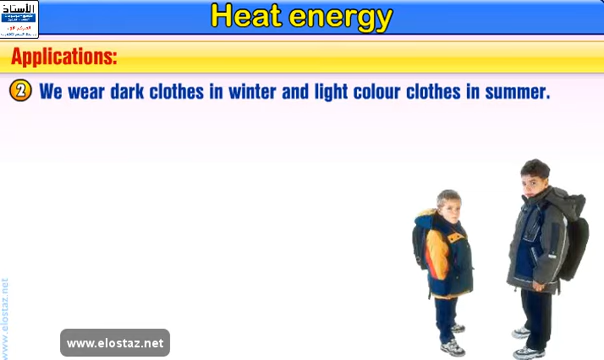 الأستاذ
Heat energy
Applications:
2 We wear dark clothes in winter and light colour clothes in summer.
www.elostaz.net
www.elostaz.net